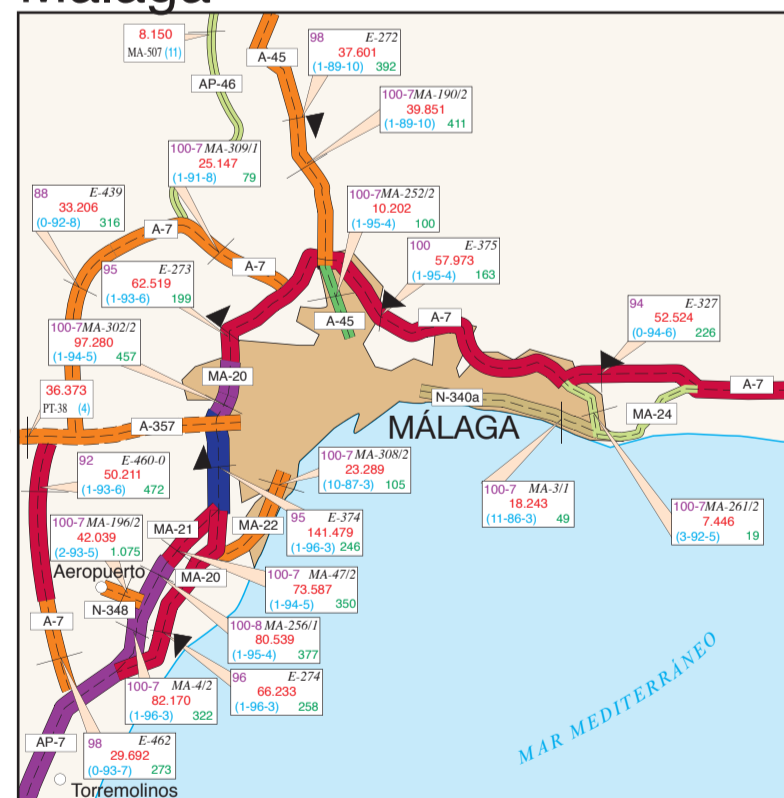 Málaga
8.150
MA-507 (11)
AP-46
A-45
98 E-272
37.601
(1-89-10) 392
100-7 MA-190/2
39.851
(1-89-10) 411
100-7 MA-309/1
25.147
(1-91-8) 79
88 E-439
33.206
(0-92-8) 316
100-7 MA-252/2
10.202
(1-95-4) 100
A-7
100 E-375
57.973
(1-95-4) 163
95 E-273
62.519
(1-93-6) 199
A-7
94 E-327
52.524
(0-94-6) 226
100-7 MA-302/2
97.280
(1-94-5) 457
A-45
A-7
MA-20
A-7
36.373
PT-38 (4)
N-340a
MA-24
A-357
MÁLAGA
92 E-460-0
50.211
(1-93-6) 472
100-7 MA-308/2
23.289
(10-87-3) 105
100-7 MA-3/1
18.243
(11-86-3) 49
100-7 MA-261/2
7.446
(3-92-5) 19
100-7 MA-196/2
42.039
(2-93-5) 1.075
MA-21
MA-22
95 E-374
141.479
(1-96-3) 246
Aeropuerto
MA-20
100-7 MA-47/2
73.587
(1-94-5) 350
N-348
A-7
100-8 MA-256/1
80.539
(1-95-4) 377
100-7 MA-4/2
82.170
(1-96-3) 322
96 E-274
66.233
(1-96-3) 258
MAR MEDITERRÁNEO
AP-7
98 E-462
29.692
(0-93-7) 273
Torremolinos